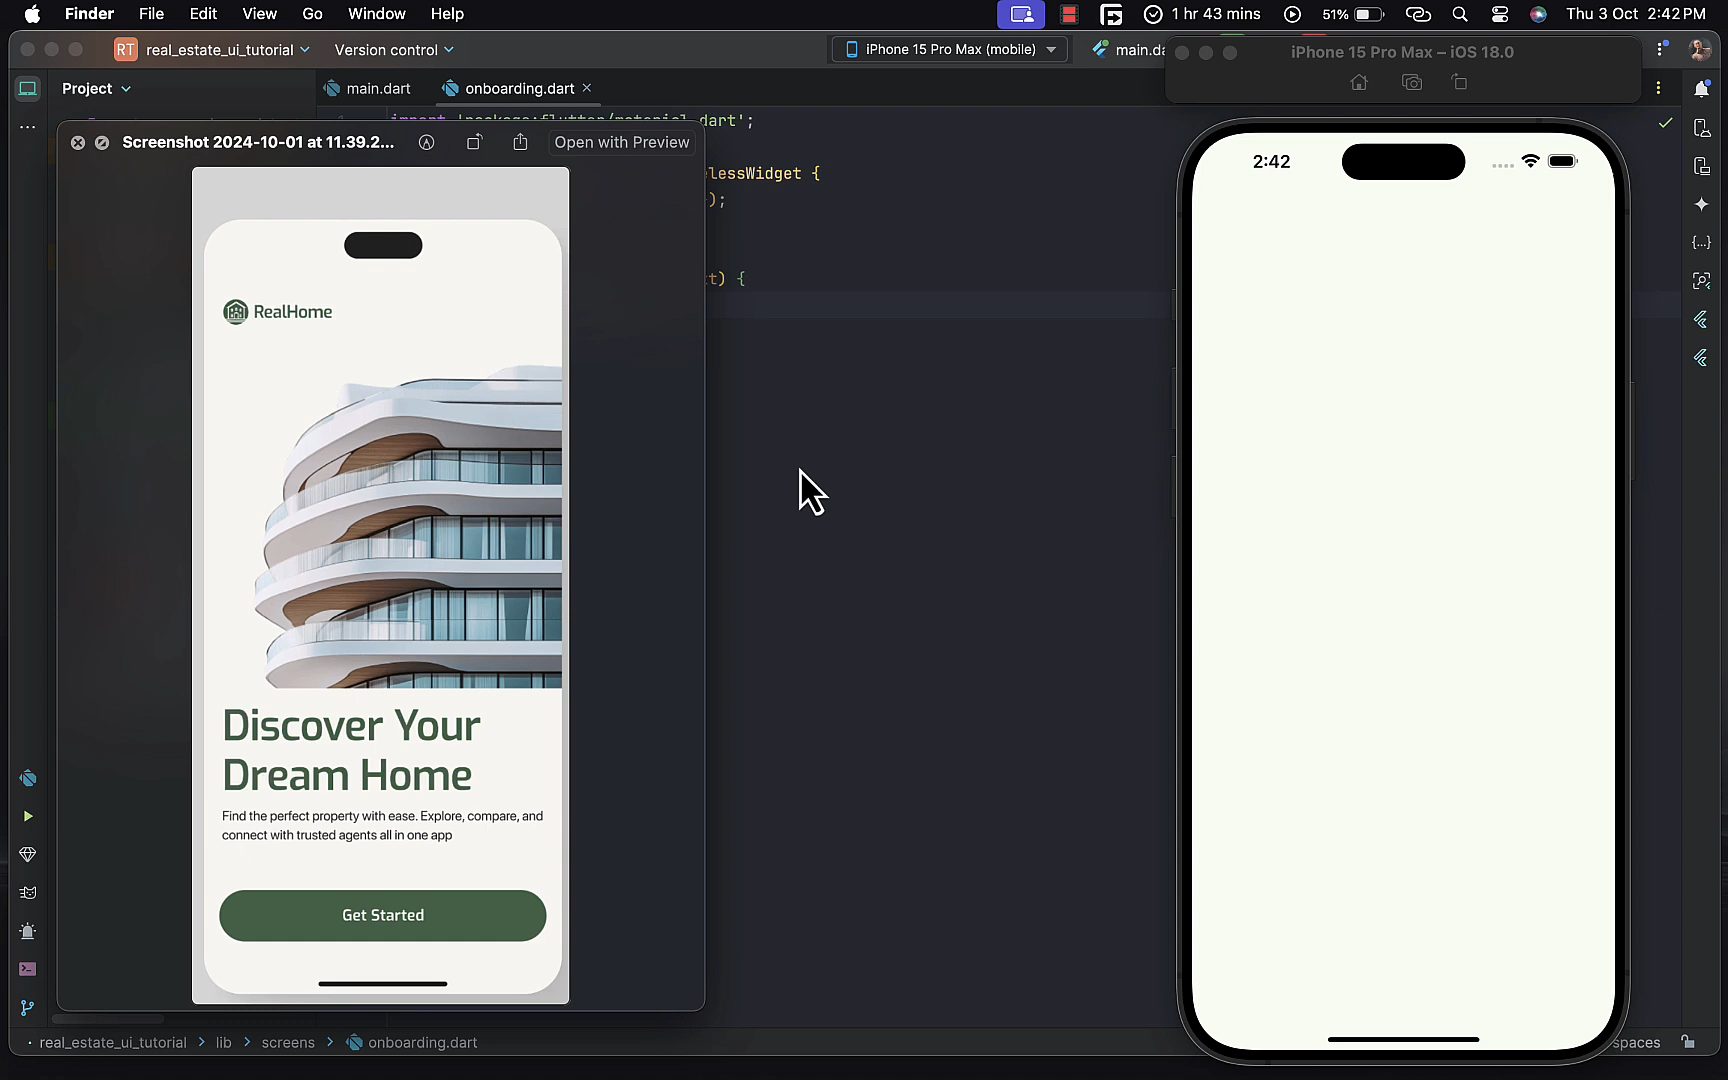 Finder File Edit View Go Window Help 1 hr 43 mins 51% Thu 3 Oct 2:42 PM
RT real_estate_ui_tutorial Version control iPhone 15 Pro Max (mobile) main.da
iPhone 15 Pro Max – iOS 18.0
Project main.dart onboarding.dart
import 'package:flutter/material.dart';
Screenshot 2024-10-01 at 11.39.2... Open with Preview
lessWidget {
);
t) {
2:42
RealHome
Discover Your
Dream Home
Find the perfect property with ease. Explore, compare, and
connect with trusted agents all in one app
Get Started
real_estate_ui_tutorial > lib > screens > onboarding.dart spaces